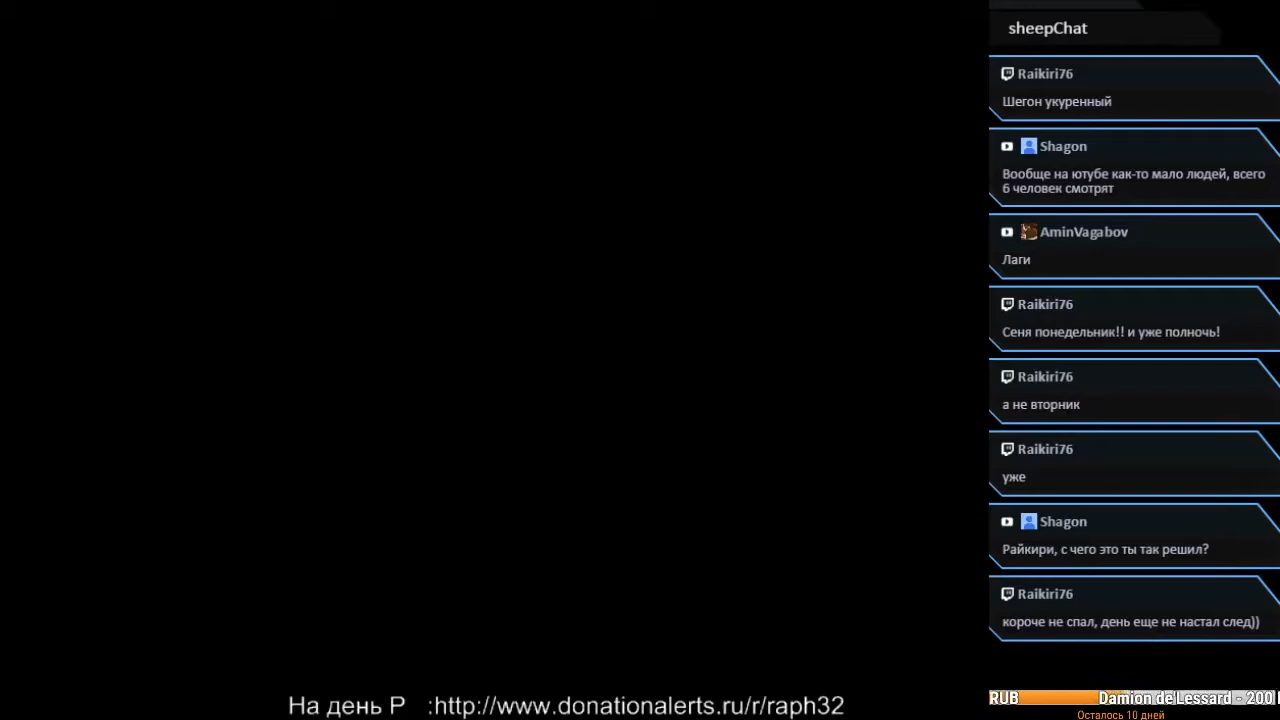 sheepChat
Raikiri76
Шегон укуренный
Shagon
Вообще на ютубе как-то мало людей, всего
6 человек смотрят
AminVagabov
Лаги
Raikiri76
Сеня понедельник!! и уже полночь!
Raikiri76
а не вторник
Raikiri76
уже
Shagon
Райкири, с чего это ты так решил?
Raikiri76
короче не спал, день еще не настал след))
На день Р :http://www.donationalerts.ru/r/raph32
RUB Damion de'Lessard - 200
Осталось 10 дней